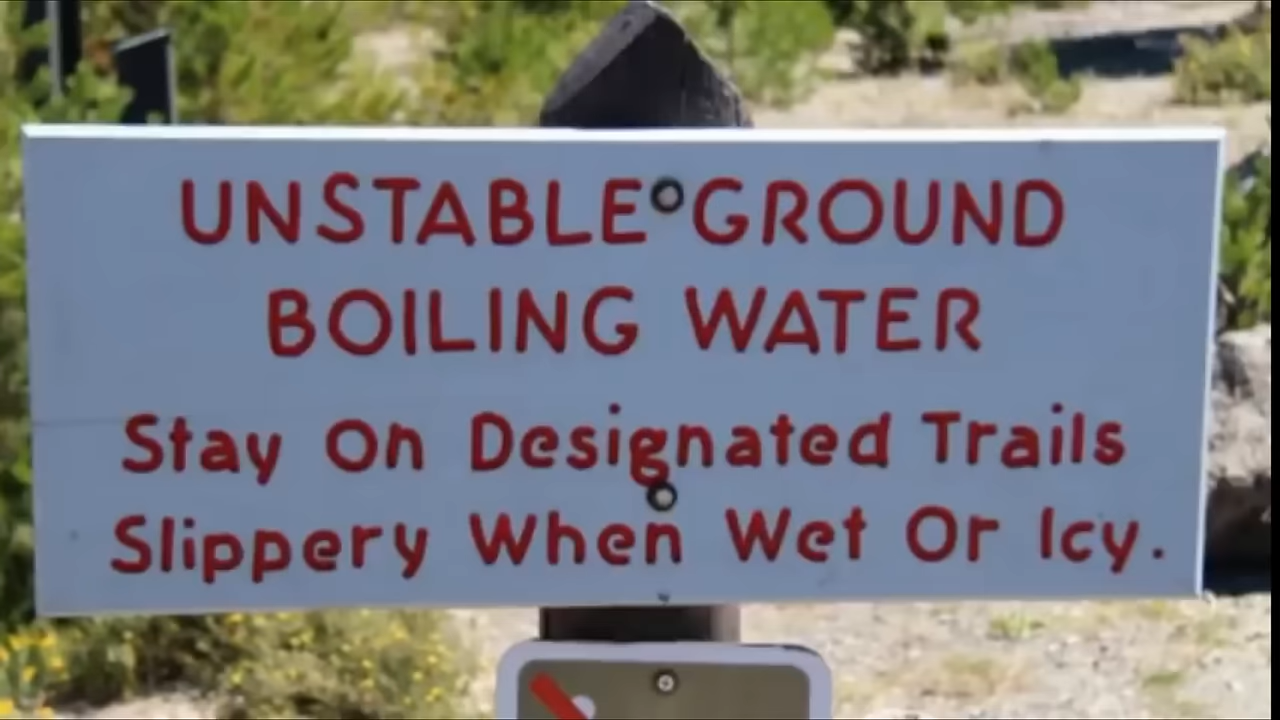 UNSTABLE GROUND
BOILING WATER
Stay On Designated Trails
Slippery When Wet Or Icy.